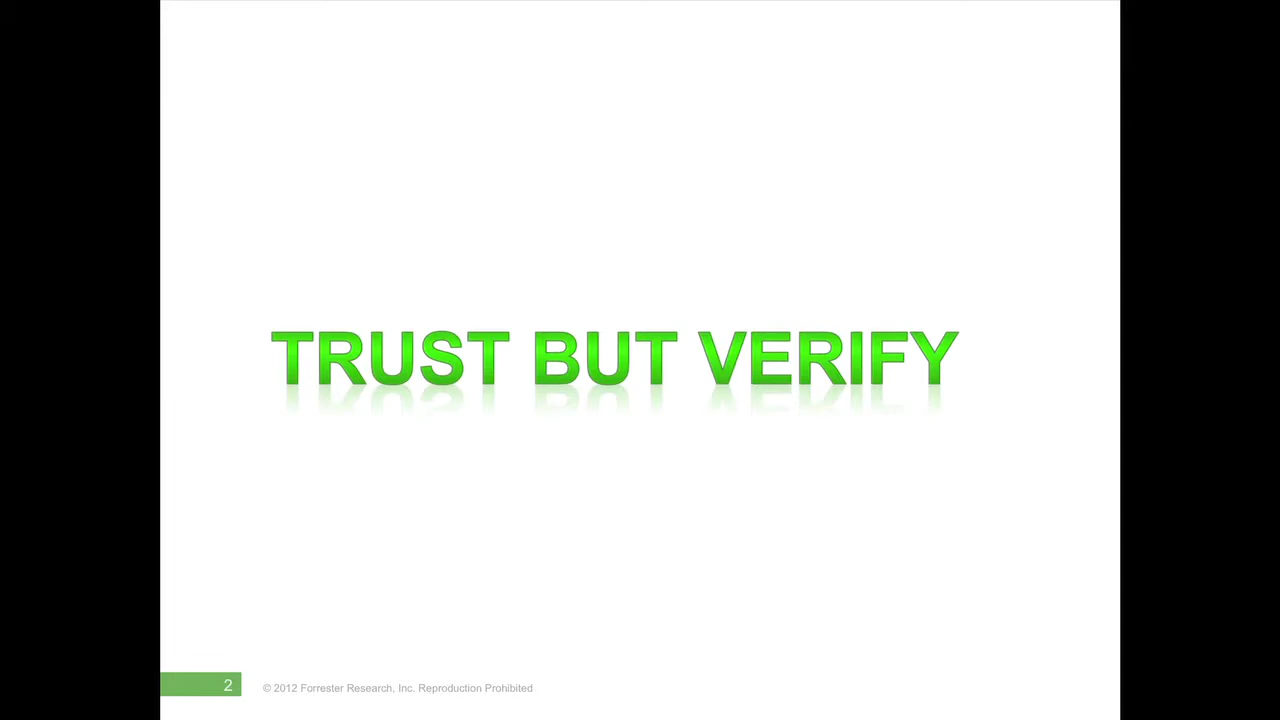 TRUST BUT VERIFY
2
© 2012 Forrester Research, Inc. Reproduction Prohibited